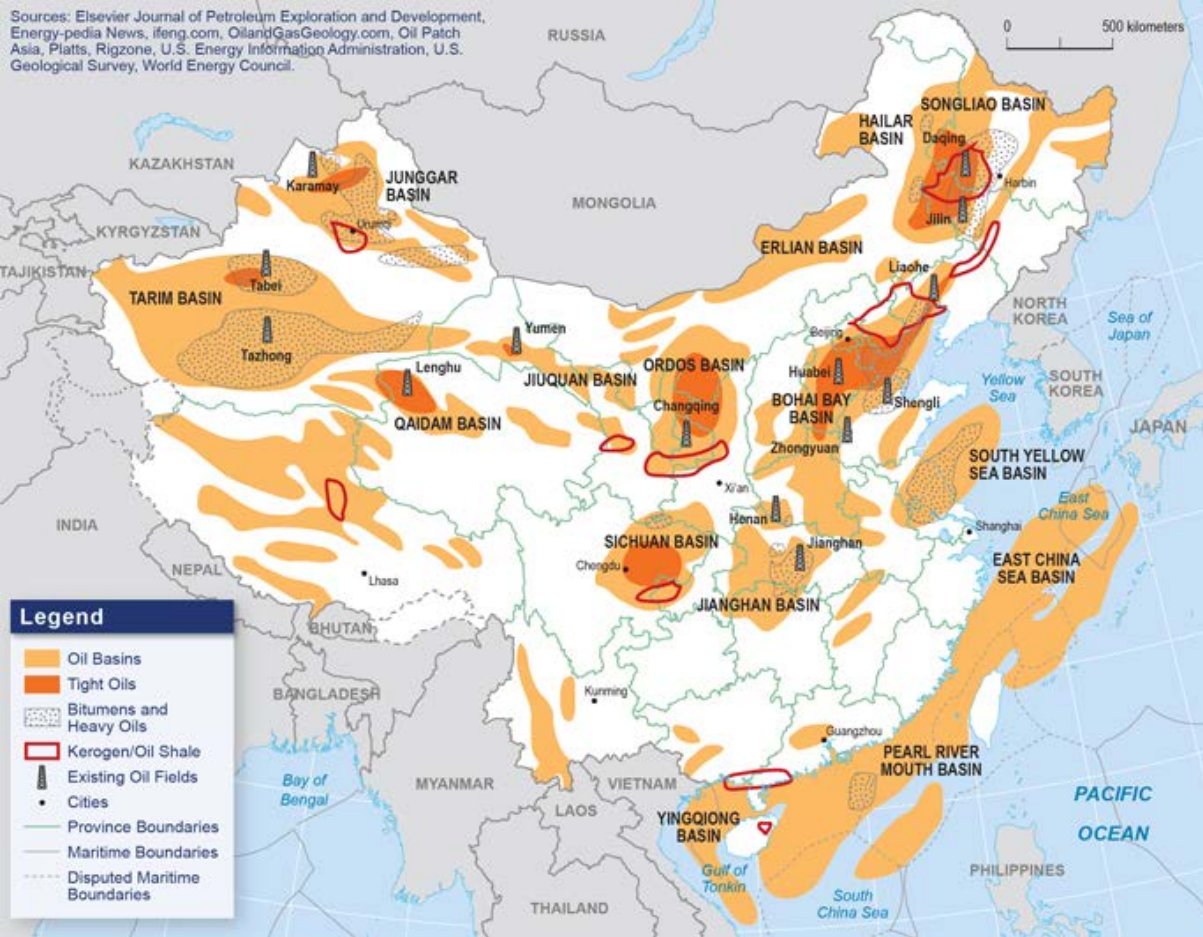 Sources: Elsevier Journal of Petroleum Exploration and Development,
Energy-pedia News, ifeng.com, OilandGasGeology.com, Oil Patch
Asia, Platts, Rigzone, U.S. Energy Information Administration, U.S.
Geological Survey, World Energy Council.
0 500 kilometers
RUSSIA
SONGLIAO BASIN
HAILAR
BASIN
Daqing
KAZAKHSTAN
Karamay
JUNGGAR
BASIN
Harbin
MONGOLIA
Jilin
Urumqi
KYRGYZSTAN
ERLIAN BASIN
TAJIKISTAN
Liaohe
Tabei
TARIM BASIN
NORTH
KOREA
Sea of
Japan
Yumen
Beijing
Tazhong
Lenghu
ORDOS BASIN
Huabei
JIUQUAN BASIN
Yellow
Sea
SOUTH
KOREA
BOHAI BAY
BASIN
Shengli
Changqing
QAIDAM BASIN
JAPAN
Zhongyuan
SOUTH YELLOW
SEA BASIN
Xi'an
East
China Sea
Henan
INDIA
Shanghai
SICHUAN BASIN
Jianghan
Chengdu
EAST CHINA
SEA BASIN
NEPAL
Lhasa
JIANGHAN BASIN
BHUTAN
Legend
Oil Basins
Tight Oils
Bitumens and
Heavy Oils
Kerogen/Oil Shale
Existing Oil Fields
Cities
Province Boundaries
Maritime Boundaries
Disputed Maritime
Boundaries
BANGLADESH
Kunming
Guangzhou
PEARL RIVER
MOUTH BASIN
Bay of
Bengal
MYANMAR
VIETNAM
LAOS
PACIFIC
OCEAN
YINGQIONG
BASIN
Gulf of
Tonkin
PHILIPPINES
South
China Sea
THAILAND